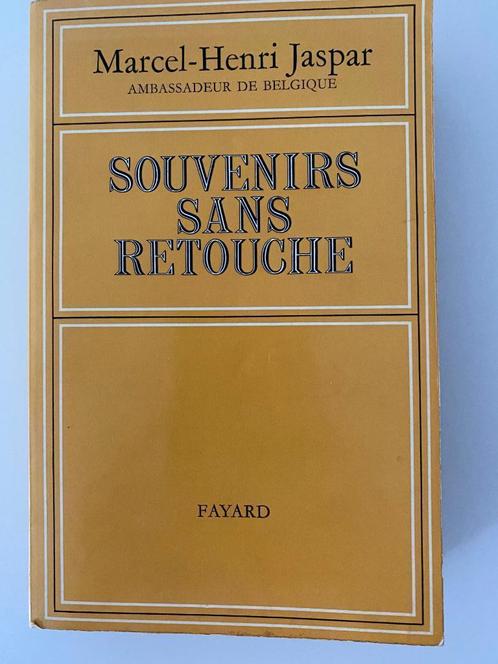 Marcel-Henri Jaspar
AMBASSADEUR DE BELGIQUE
SOUVENIRS
SANS
RETOUCHE
FAYARD